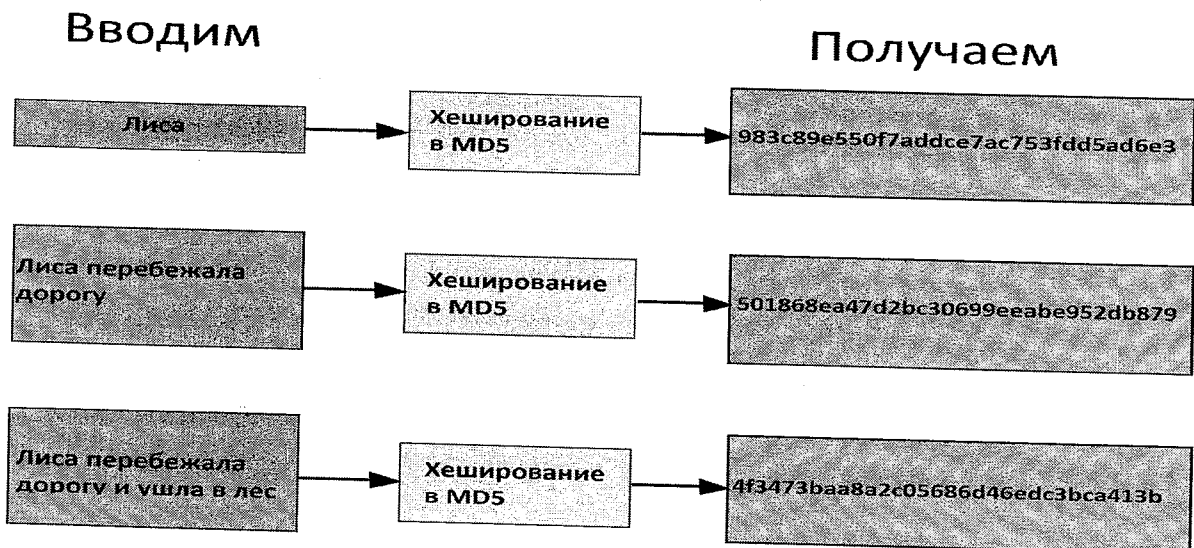 Вводим
Получаем
Лиса
Хеширование
в MD5
983c89e550f7addce7ac753fdd5ad6e3
Лиса перебежала
дорогу
Хеширование
в MD5
501868ea47d2bc30699eeabe952db879
Лиса перебежала
дорогу и ушла в лес
Хеширование
в MD5
4f3473baa8a2c05686d46edc3bca413b